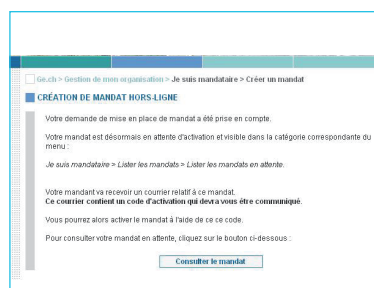 Ge.ch > Gestion de mon organisation > Je suis mandataire > Créer un mandat
CRÉATION DE MANDAT HORS-LIGNE
Votre demande de mise en place de mandat a été prise en compte.
Votre mandat est désormais en attente d'activation et visible dans la catégorie correspondante du
menu :
Je suis mandataire > Lister les mandats > Lister les mandats en attente.
Votre mandant va recevoir un courrier relatif à ce mandat.
Ce courrier contient un code d'activation qui devra vous être communiqué.
Vous pourrez alors activer le mandat à l'aide de ce ce code.
Pour consulter votre mandat en attente, cliquez sur le bouton ci-dessous :
Consulter le mandat